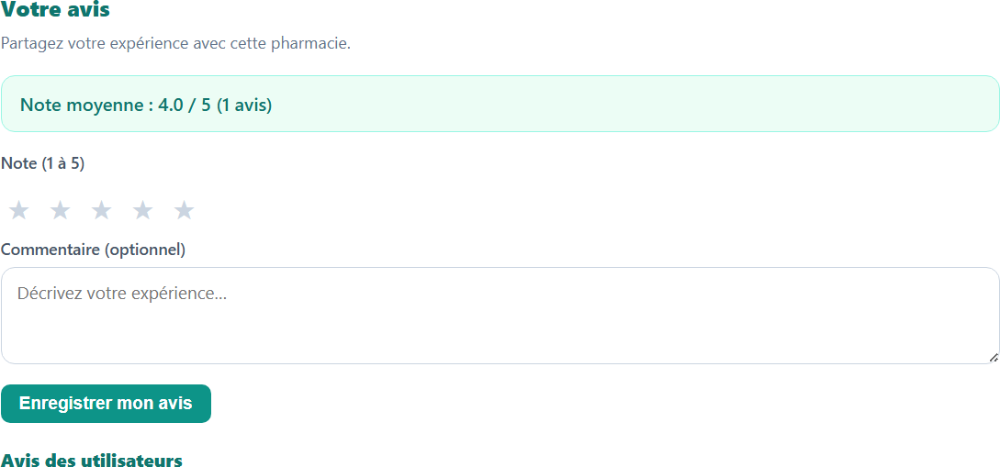 Votre avis
Partagez votre expérience avec cette pharmacie.
Note moyenne : 4.0 / 5 (1 avis)
Note (1 à 5)
★ ★ ★ ★ ★
Commentaire (optionnel)
Décrivez votre expérience...
Enregistrer mon avis
Avis des utilisateurs